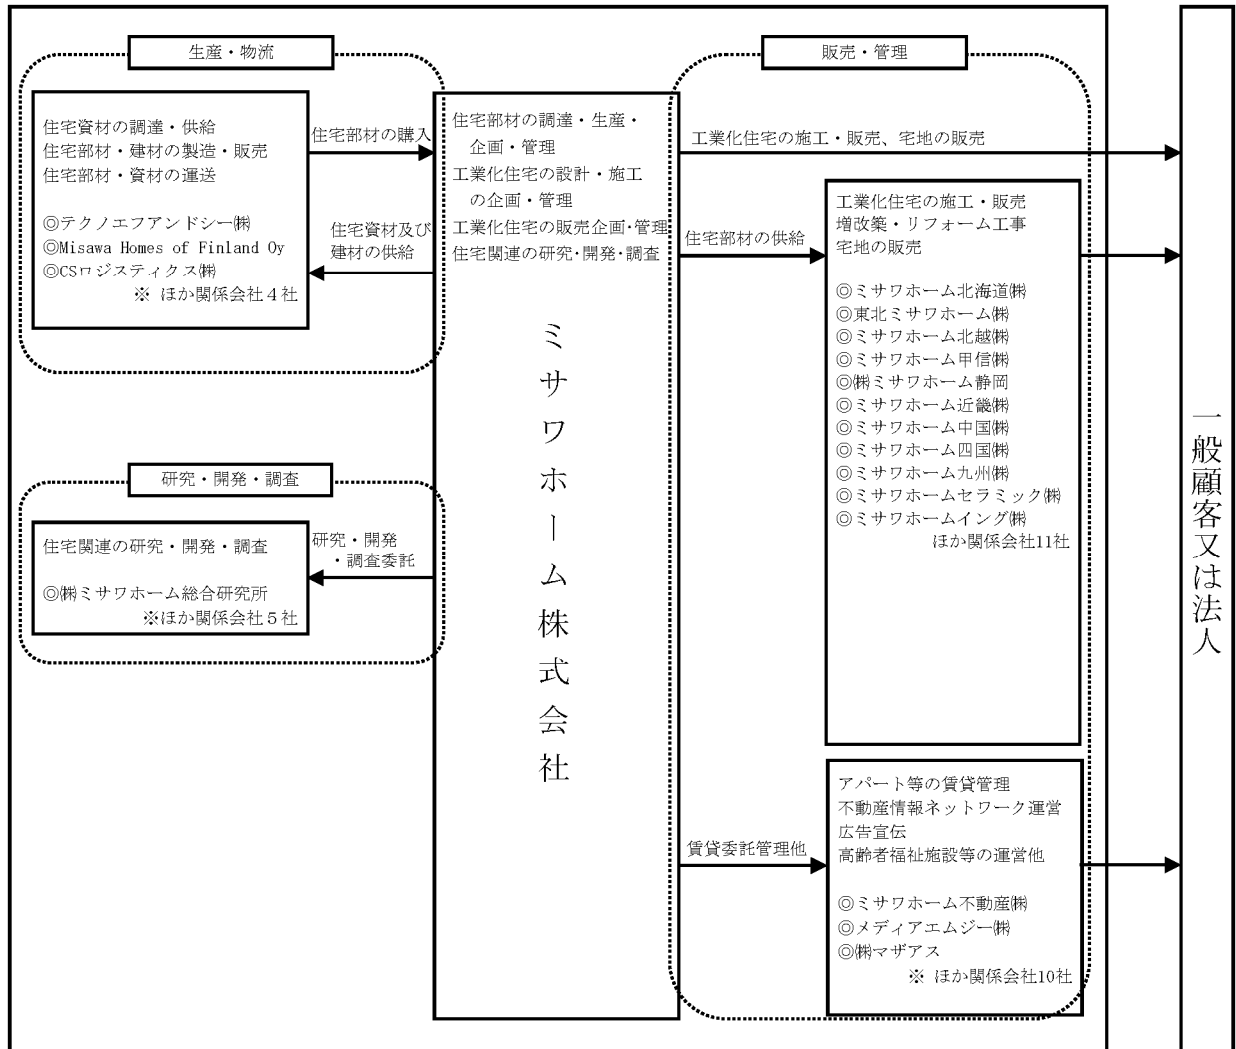 生産・物流
住宅資材の調達・供給
住宅部材・建材の製造・販売
住宅部材・資材の運送
◎テクノエフアンドシー㈱
◎Misawa Homes of Finland Oy
◎CSロジスティクス㈱
※ ほか関係会社４社
住宅部材の購入
住宅資材及び
建材の供給
研究・開発・調査
住宅関連の研究・開発・調査
◎㈱ミサワホーム総合研究所
※ほか関係会社５社
研究・開発
・調査委託
住宅部材の調達・生産・
企画・管理
工業化住宅の設計・施工
の企画・管理
工業化住宅の販売企画・管理
住宅関連の研究・開発・調査
ミサワホーム株式会社
販売・管理
工業化住宅の施工・販売、宅地の販売
住宅部材の供給
工業化住宅の施工・販売
増改築・リフォーム工事
宅地の販売
◎ミサワホーム北海道㈱
◎東北ミサワホーム㈱
◎ミサワホーム北越㈱
◎ミサワホーム甲信㈱
◎㈱ミサワホーム静岡
◎ミサワホーム近畿㈱
◎ミサワホーム中国㈱
◎ミサワホーム四国㈱
◎ミサワホーム九州㈱
◎ミサワホームセラミック㈱
◎ミサワホームイング㈱
ほか関係会社11社
賃貸委託管理他
アパート等の賃貸管理
不動産情報ネットワーク運営
広告宣伝
高齢者福祉施設等の運営他
◎ミサワホーム不動産㈱
◎メディアエムジー㈱
◎㈱マザアス
※ ほか関係会社10社
一般顧客又は法人